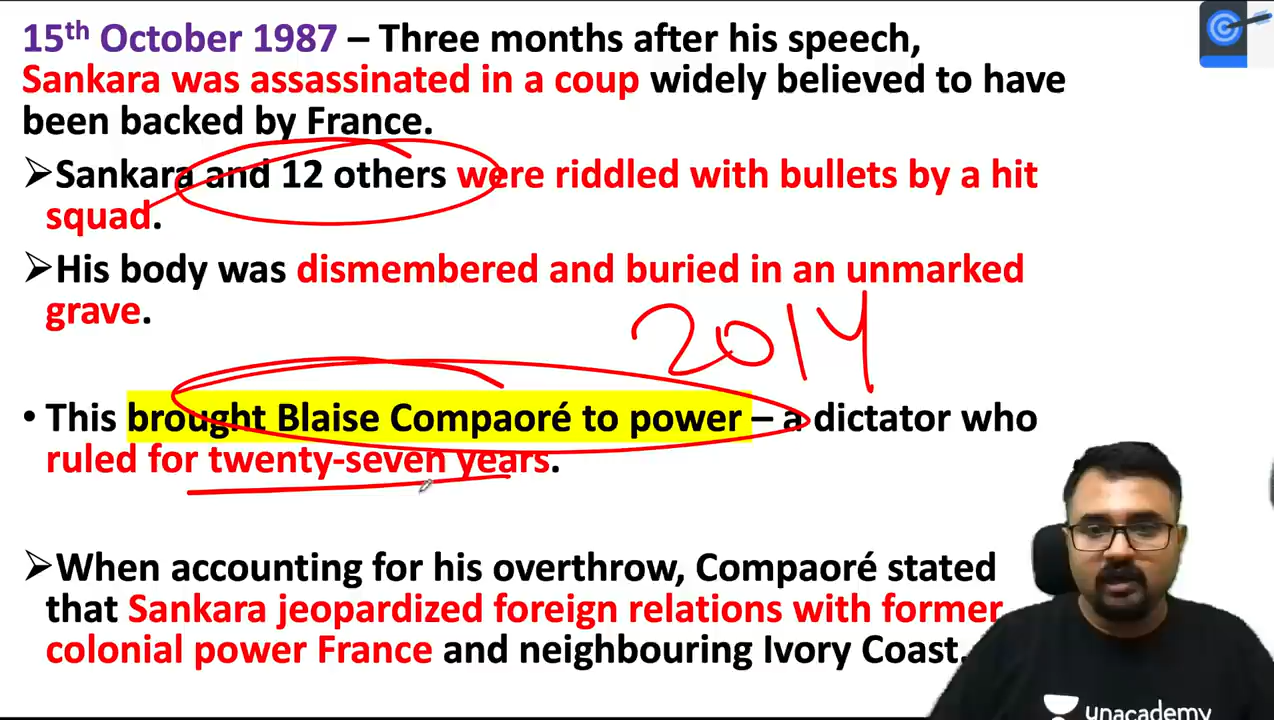 15th October 1987 – Three months after his speech,
Sankara was assassinated in a coup widely believed to have
been backed by France.
➢Sankara and 12 others were riddled with bullets by a hit
squad.
➢His body was dismembered and buried in an unmarked
grave.
2014
• This brought Blaise Compaoré to power – a dictator who
ruled for twenty-seven years.
➢When accounting for his overthrow, Compaoré stated
that Sankara jeopardized foreign relations with former
colonial power France and neighbouring Ivory Coast.
unacademy